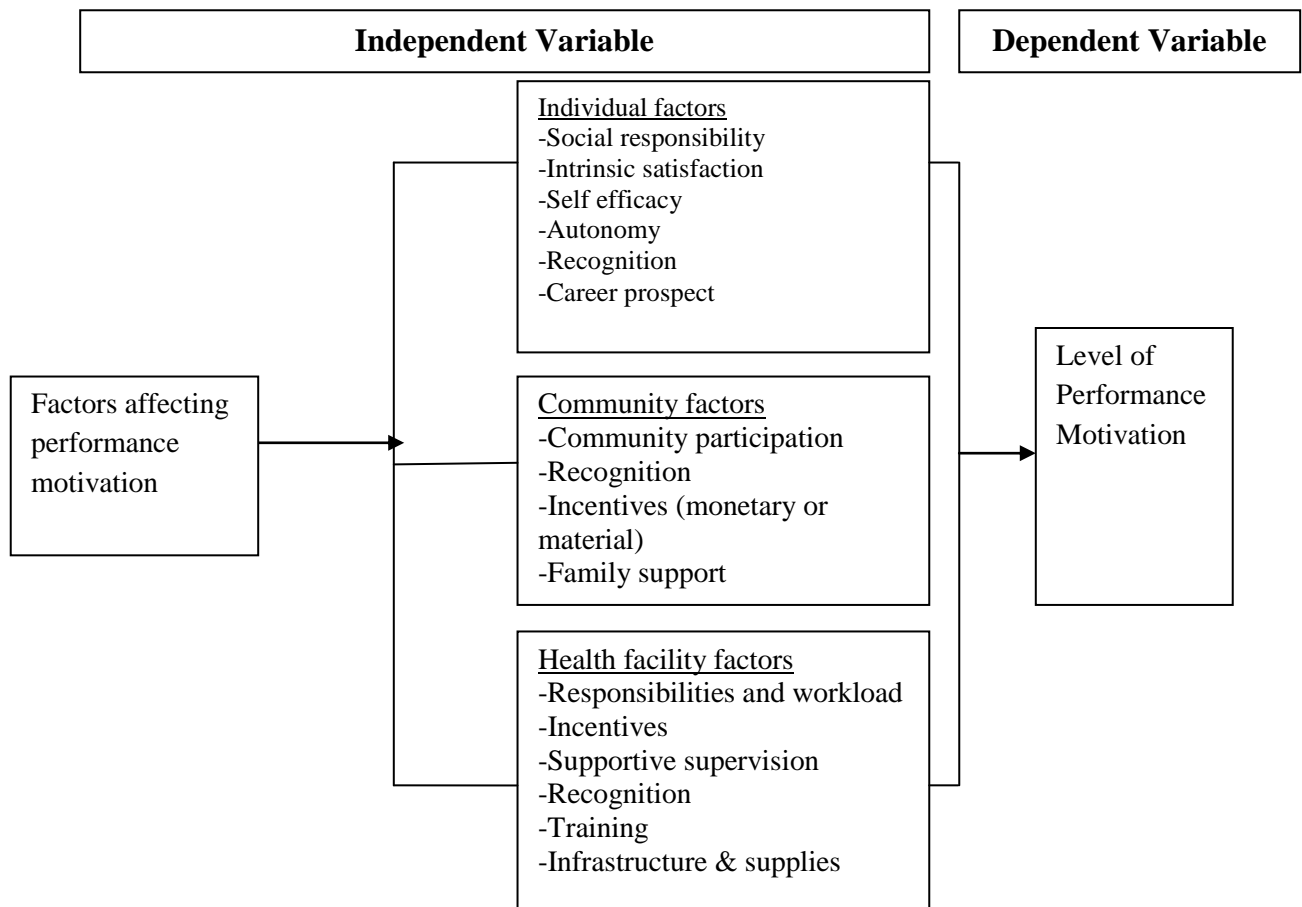 Independent Variable
Dependent Variable
Individual factors
-Social responsibility
-Intrinsic satisfaction
-Self efficacy
-Autonomy
-Recognition
-Career prospect
Factors affecting
performance
motivation
Community factors
-Community participation
-Recognition
-Incentives (monetary or
material)
-Family support
Health facility factors
-Responsibilities and workload
-Incentives
-Supportive supervision
-Recognition
-Training
-Infrastructure & supplies
Level of
Performance
Motivation